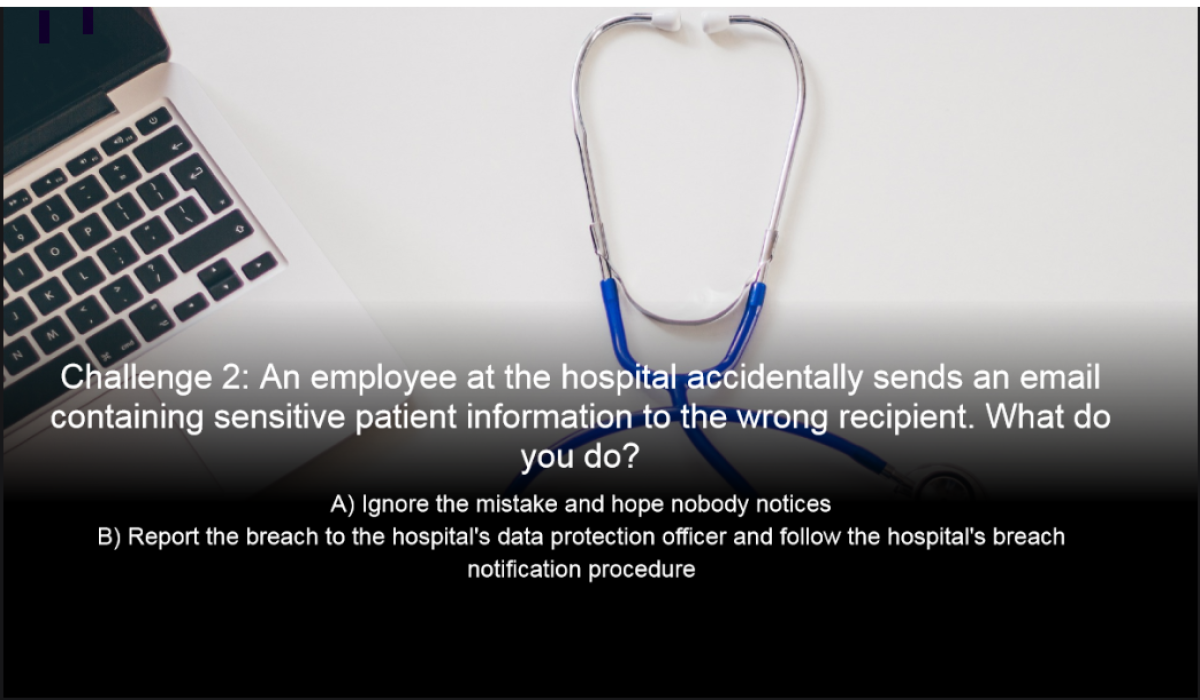 Challenge 2: An employee at the hospital accidentally sends an email
containing sensitive patient information to the wrong recipient. What do
you do?
A) Ignore the mistake and hope nobody notices
B) Report the breach to the hospital's data protection officer and follow the hospital's breach
notification procedure